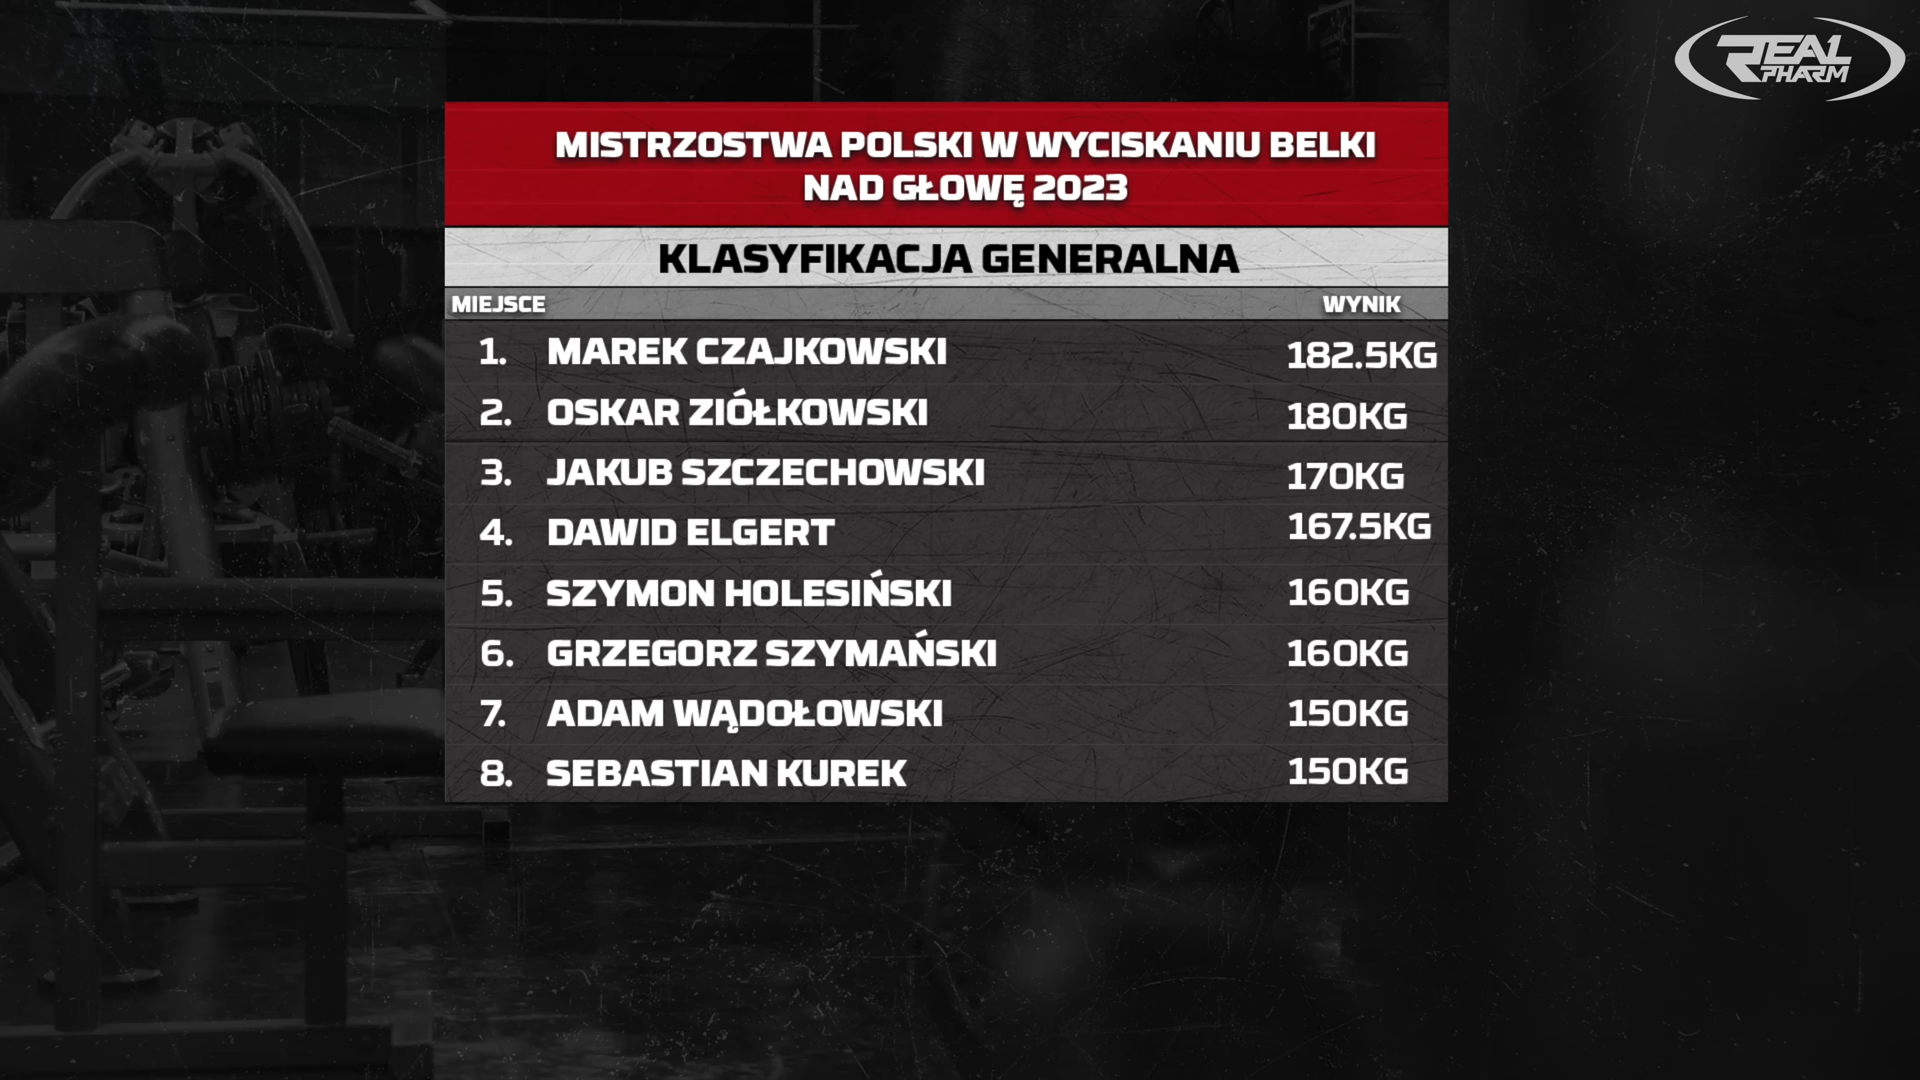 REAL
PHARM
MISTRZOSTWA POLSKI W WYCISKANIU BELKI
NAD GŁOWĘ 2023
KLASYFIKACJA GENERALNA
MIEJSCE WYNIK
1. MAREK CZAJKOWSKI 182.5KG
2. OSKAR ZIÓŁKOWSKI 180KG
3. JAKUB SZCZECHOWSKI 170KG
4. DAWID ELGERT 167.5KG
5. SZYMON HOLESIŃSKI 160KG
6. GRZEGORZ SZYMAŃSKI 160KG
7. ADAM WĄDOŁOWSKI 150KG
8. SEBASTIAN KUREK 150KG